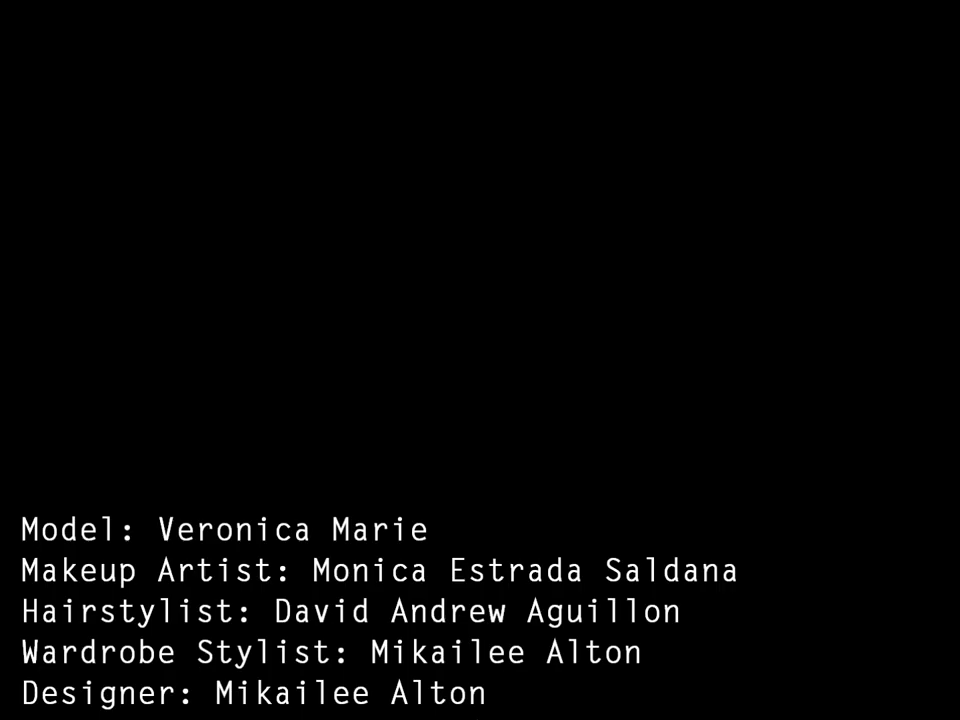 Model: Veronica Marie
Makeup Artist: Monica Estrada Saldana
Hairstylist: David Andrew Aguillon
Wardrobe Stylist: Mikailee Alton
Designer: Mikailee Alton